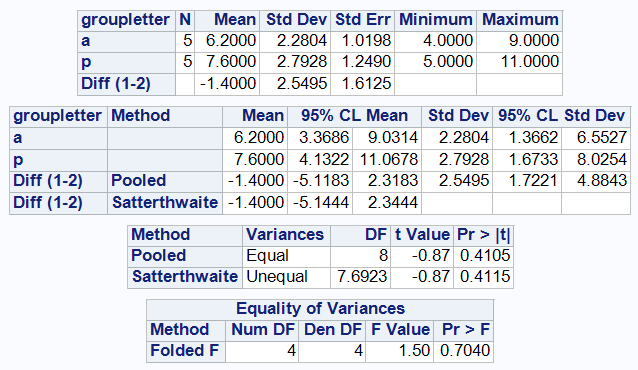 groupletter N Mean Std Dev Std Err Minimum Maximum
a 5 6.2000 2.2804 1.0198 4.0000 9.0000
p 5 7.6000 2.7928 1.2490 5.0000 11.0000
Diff (1-2) -1.4000 2.5495 1.6125
groupletter Method Mean 95% CL Mean Std Dev 95% CL Std Dev
a 6.2000 3.3686 9.0314 2.2804 1.3662 6.5527
p 7.6000 4.1322 11.0678 2.7928 1.6733 8.0254
Diff (1-2) Pooled -1.4000 -5.1183 2.3183 2.5495 1.7221 4.8843
Diff (1-2) Satterthwaite -1.4000 -5.1444 2.3444
Method Variances DF t Value Pr > |t|
Pooled Equal 8 -0.87 0.4105
Satterthwaite Unequal 7.6923 -0.87 0.4115
Equality of Variances
Method Num DF Den DF F Value Pr > F
Folded F 4 4 1.50 0.7040